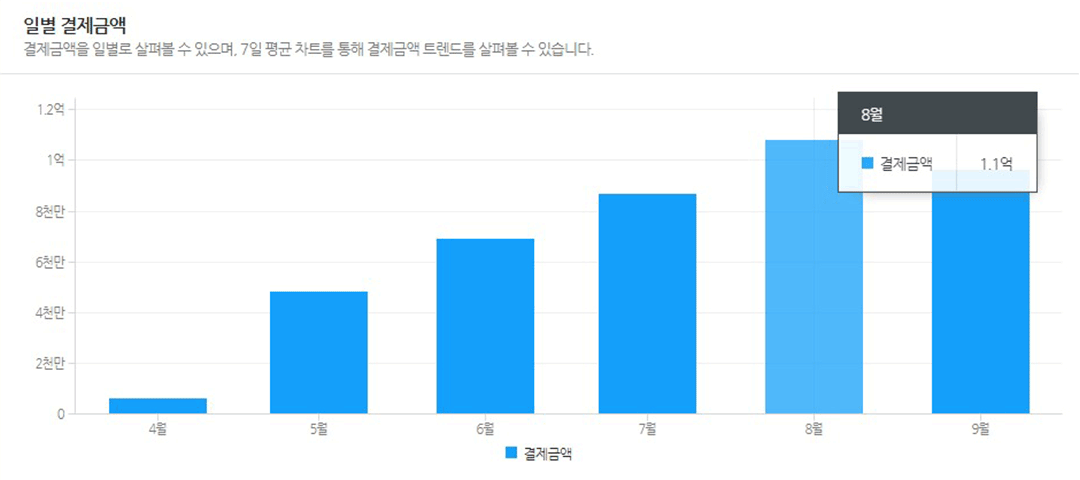 일별 결제금액
결제금액을 일별로 살펴볼 수 있으며, 7일 평균 차트를 통해 결제금액 트렌드를 살펴볼 수 있습니다.
1.2억
1억
8천만
6천만
4천만
2천만
0
8월
결제금액 1.1억
4월 5월 6월 7월 8월 9월
결제금액